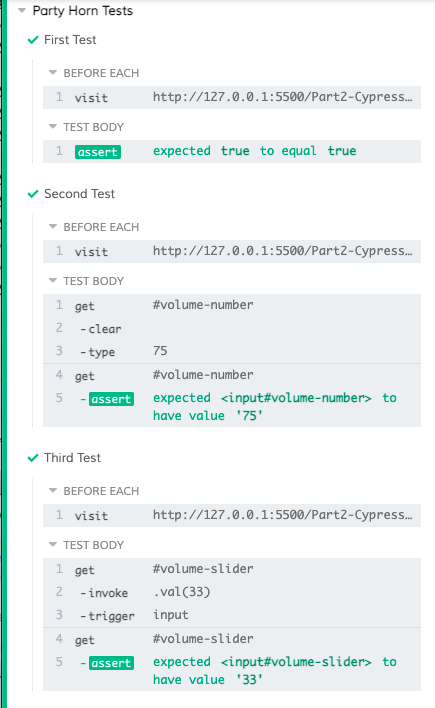 Party Horn Tests
First Test
BEFORE EACH
1 visit http://127.0.0.1:5500/Part2-Cypress…
TEST BODY
1 assert expected true to equal true
Second Test
BEFORE EACH
1 visit http://127.0.0.1:5500/Part2-Cypress…
TEST BODY
1 get #volume-number
2 -clear
3 -type 75
4 get #volume-number
5 -assert expected <input#volume-number> to
have value '75'
Third Test
BEFORE EACH
1 visit http://127.0.0.1:5500/Part2-Cypress…
TEST BODY
1 get #volume-slider
2 -invoke .val(33)
3 -trigger input
4 get #volume-slider
5 -assert expected <input#volume-slider> to
have value '33'